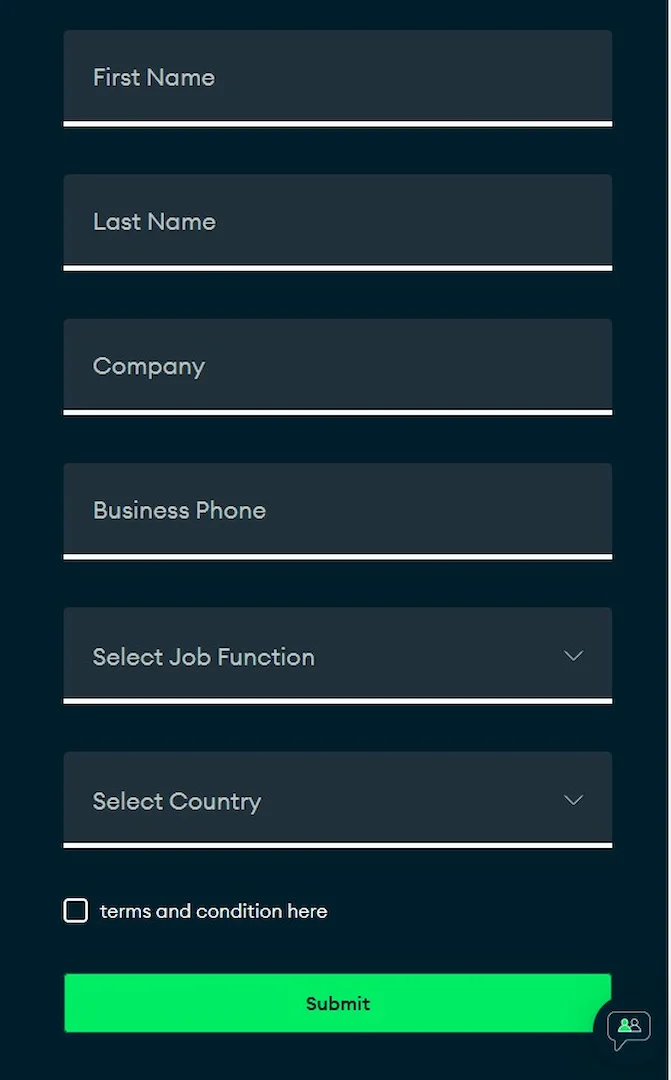 First Name
Last Name
Company
Business Phone
Select Job Function
Select Country
terms and condition here
Submit